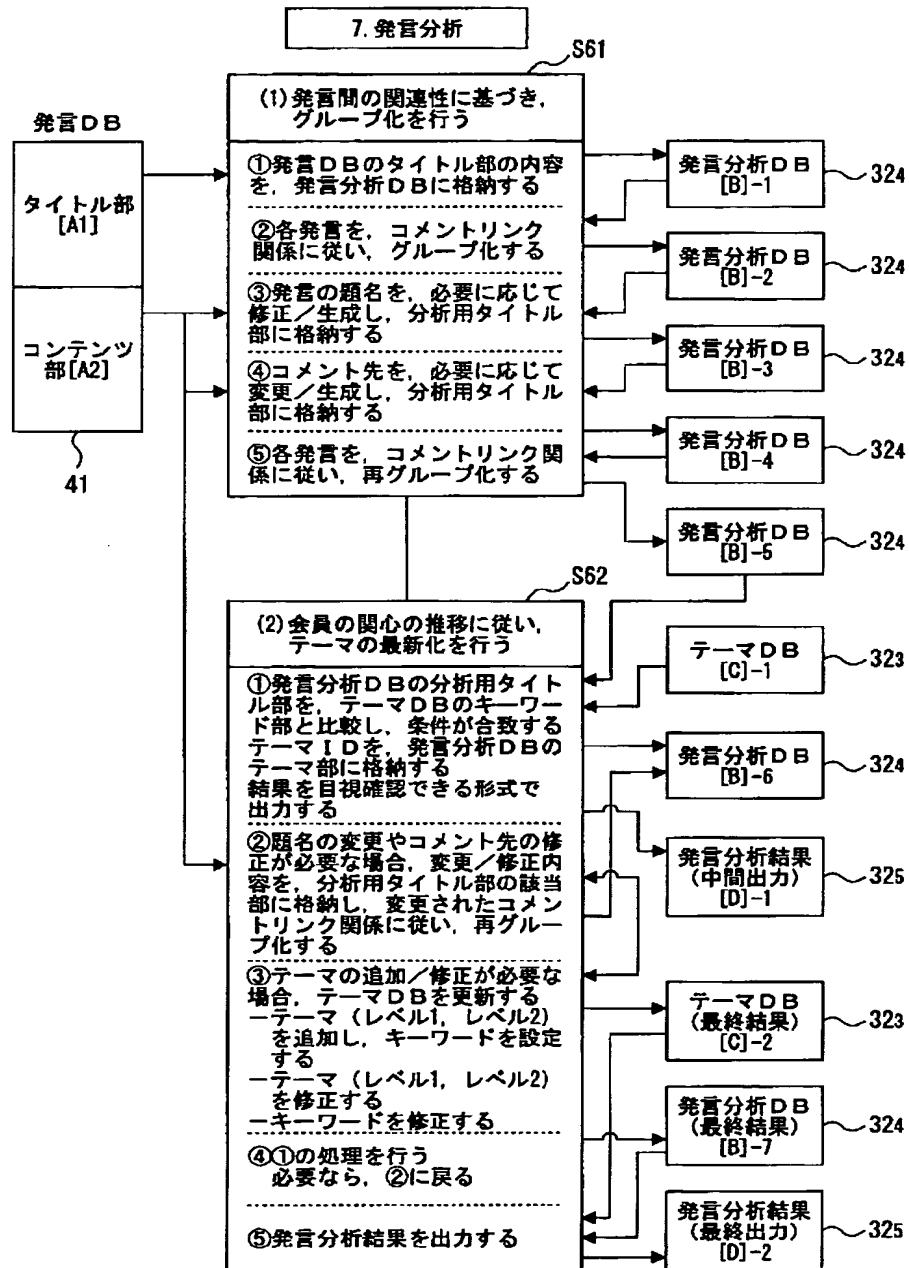 7. 発言分析
S61
(1)発言間の関連性に基づき,
グループ化を行う
①発言DBのタイトル部の内容
を, 発言分析DBに格納する
②各発言を, コメントリンク
関係に従い, グループ化する
③発言の題名を, 必要に応じて
修正/生成し, 分析用タイトル
部に格納する
④コメント先を, 必要に応じて
変更/生成し, 分析用タイトル
部に格納する
⑤各発言を, コメントリンク関
係に従い, 再グループ化する
発言DB
タイトル部
[A1]
コンテンツ
部[A2]
41
発言分析DB
[B]-1
324
発言分析DB
[B]-2
324
発言分析DB
[B]-3
324
発言分析DB
[B]-4
324
発言分析DB
[B]-5
324
S62
(2)会員の関心の推移に従い,
テーマの最新化を行う
①発言分析DBの分析用タイト
ル部を, テーマDBのキーワー
ド部と比較し, 条件が合致する
テーマIDを, 発言分析DBの
テーマ部に格納する
結果を目視確認できる形式で
出力する
②題名の変更やコメント先の修
正が必要な場合, 変更/修正内
容を, 分析用タイトル部の該当
部に格納し, 変更されたコメン
トリンク関係に従い, 再グルー
プ化する
③テーマの追加/修正が必要な
場合, テーマDBを更新する
ーテーマ (レベル1, レベル2)
を追加し, キーワードを設定
する
ーテーマ (レベル1, レベル2)
を修正する
ーキーワードを修正する
④①の処理を行う
必要なら, ②に戻る
⑤発言分析結果を出力する
テーマDB
[C]-1
323
発言分析DB
[B]-6
324
発言分析結果
(中間出力)
[D]-1
325
テーマDB
(最終結果)
[C]-2
323
発言分析DB
(最終結果)
[B]-7
324
発言分析結果
(最終出力)
[D]-2
325